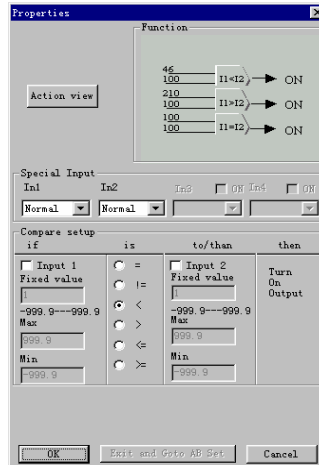 Properties
Function
46
100 I1<I2 ON
210
100 I1>I2 ON
100
100 I1=I2 ON
Action view
Special Input
In1 In2 In3 ON In4 ON
Normal Normal
Compare setup
if is to/than then
Input 1 = Input 2
Fixed value != Fixed value Turn
1 < 1 On
-999.9---999.9 > -999.9---999.9 Output
Max <= Max
999.9 >= 999.9
Min Min
-999.9 -999.9
OK Exit and Goto AB Set Cancel